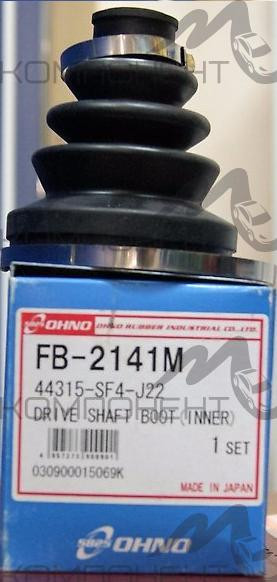 КОМПОНЕНТ
OHNO OHNO RUBBER INDUSTRIAL CO.,LTD.
FB-2141M
44315-SF4-J22
DRIVE SHAFT BOOT (INNER)
1 SET
030900015069K
MADE IN JAPAN
OHNO